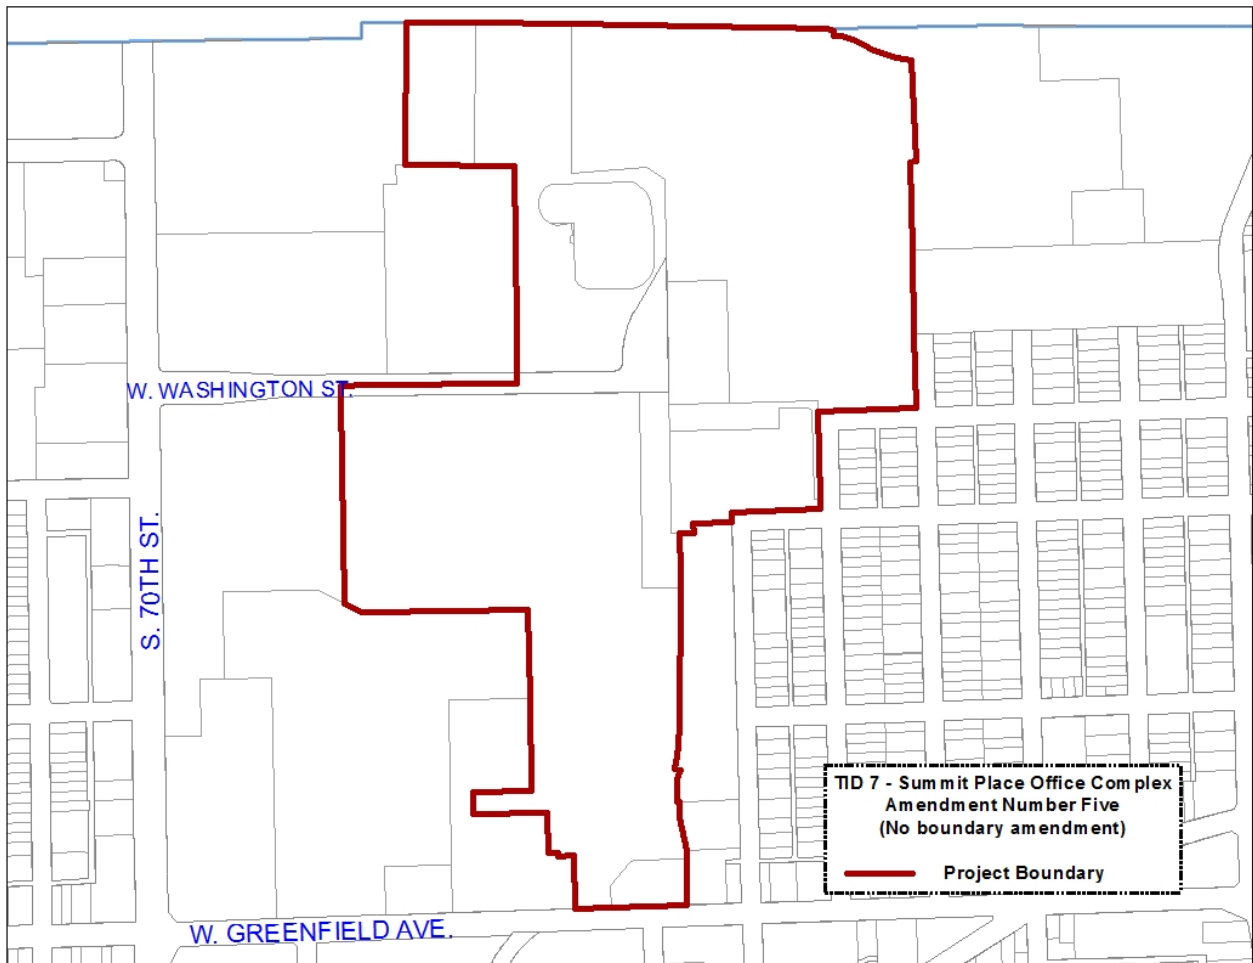 W. WASHINGTON ST.
S. 70TH ST.
TID 7 - Summit Place Office Complex
Amendment Number Five
(No boundary amendment)
Project Boundary
W. GREENFIELD AVE.